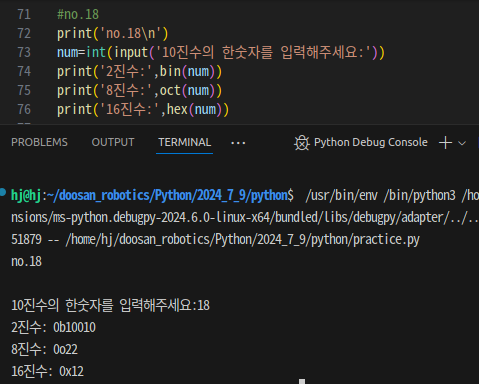 71 #no.18
72 print('no.18\n')
73 num=int(input('10진수의 한숫자를 입력해주세요:'))
74 print('2진수:',bin(num))
75 print('8진수:',oct(num))
76 print('16진수:',hex(num))
PROBLEMS OUTPUT TERMINAL ··· Python Debug Console
hj@hj:~/doosan_robotics/Python/2024_7_9/python$ /usr/bin/env /bin/python3 /ho
nsions/ms-python.debugpy-2024.6.0-linux-x64/bundled/libs/debugpy/adapter/../..
51879 -- /home/hj/doosan_robotics/Python/2024_7_9/python/practice.py
no.18
10진수의 한숫자를 입력해주세요:18
2진수: 0b10010
8진수: 0o22
16진수: 0x12